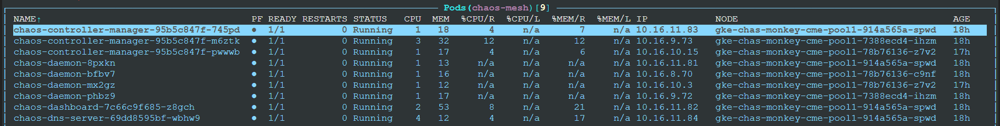 Pods(chaos-mesh)[9]
NAME↑ PF READY RESTARTS STATUS CPU MEM %CPU/R %CPU/L %MEM/R %MEM/L IP NODE AGE
chaos-controller-manager-95b5c847f-745pd ● 1/1 0 Running 1 18 4 n/a 7 n/a 10.16.11.83 gke-chas-monkey-cme-pool1-914a565a-spwd 18h
chaos-controller-manager-95b5c847f-m6ztk ● 1/1 0 Running 3 32 12 n/a 12 n/a 10.16.9.73 gke-chas-monkey-cme-pool1-7388ecd4-ihzm 18h
chaos-controller-manager-95b5c847f-pwwwb ● 1/1 0 Running 1 17 4 n/a 6 n/a 10.16.10.15 gke-chas-monkey-cme-pool1-78b76136-z7v2 17h
chaos-daemon-8pxkn ● 1/1 0 Running 1 13 n/a n/a n/a n/a 10.16.11.81 gke-chas-monkey-cme-pool1-914a565a-spwd 18h
chaos-daemon-bfbv7 ● 1/1 0 Running 1 16 n/a n/a n/a n/a 10.16.8.70 gke-chas-monkey-cme-pool1-78b76136-c9nf 18h
chaos-daemon-mx2gz ● 1/1 0 Running 1 12 n/a n/a n/a n/a 10.16.10.3 gke-chas-monkey-cme-pool1-78b76136-z7v2 17h
chaos-daemon-phbz9 ● 1/1 0 Running 1 17 n/a n/a n/a n/a 10.16.9.72 gke-chas-monkey-cme-pool1-7388ecd4-ihzm 18h
chaos-dashboard-7c66c9f685-z8gch ● 1/1 0 Running 2 53 8 n/a 21 n/a 10.16.11.82 gke-chas-monkey-cme-pool1-914a565a-spwd 18h
chaos-dns-server-69dd8595bf-wbhw9 ● 1/1 0 Running 4 12 4 n/a 17 n/a 10.16.11.84 gke-chas-monkey-cme-pool1-914a565a-spwd 18h